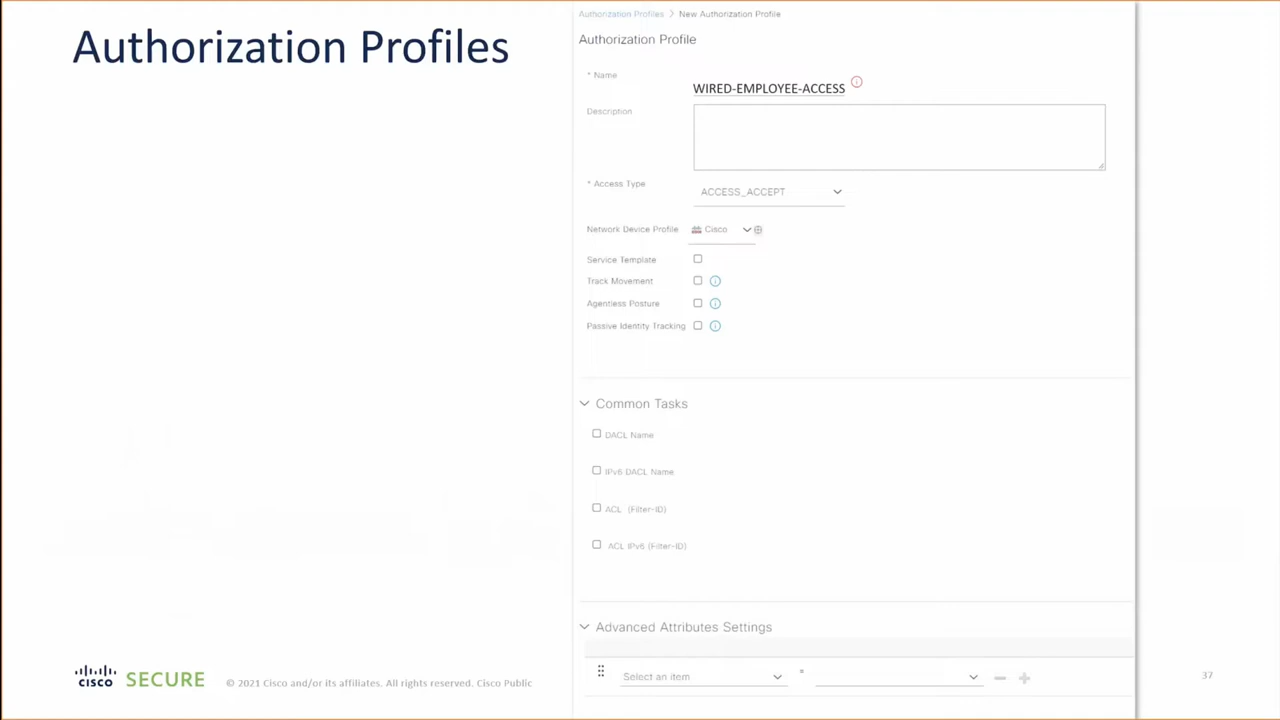 Authorization Profiles
Authorization Profiles > New Authorization Profile
Authorization Profile
* Name
WIRED-EMPLOYEE-ACCESS
Description
* Access Type
ACCESS_ACCEPT
Network Device Profile
Cisco
Service Template
Track Movement
Agentless Posture
Passive Identity Tracking
Common Tasks
DACL Name
IPv6 DACL Name
ACL (Filter-ID)
ACL IPv6 (Filter-ID)
Advanced Attributes Settings
Select an item
=
CISCO SECURE
© 2021 Cisco and/or its affiliates. All rights reserved. Cisco Public
37